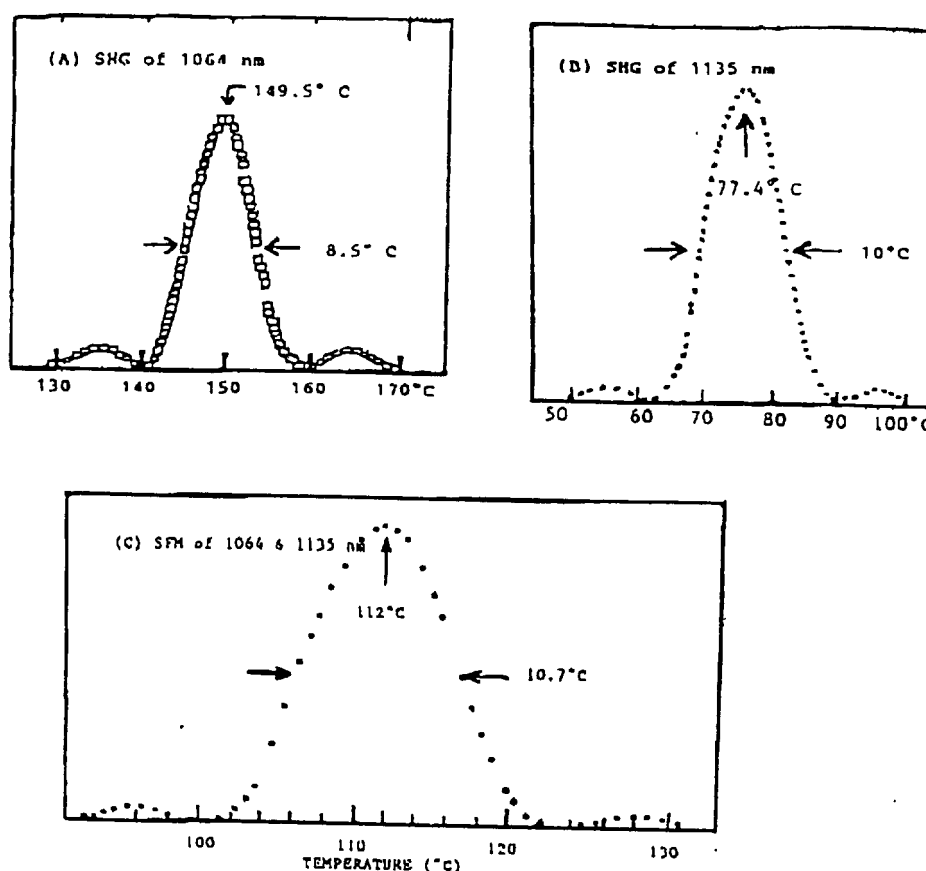 (A) SHG of 1064 nm
149.5° C
8.5° C
130 140 150 160 170°C
(B) SHG of 1135 nm
77.4° C
10°C
50 60 70 80 90 100°C
(C) SFM of 1064 & 1135 nm
112°C
10.7°C
100 110 120 130
TEMPERATURE (°C)